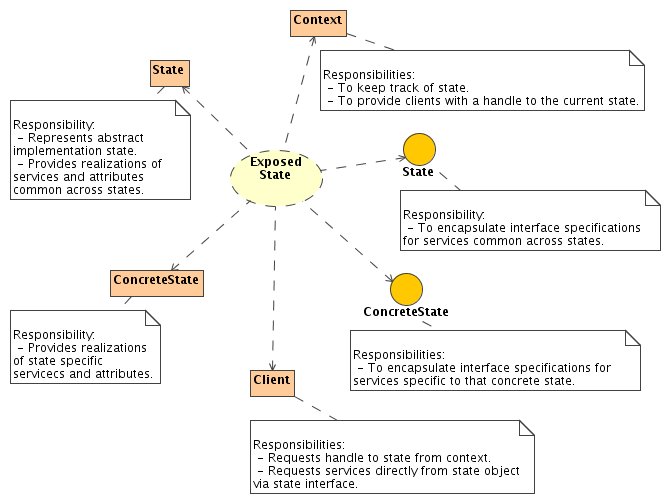 Context
Responsibilities:
- To keep track of state.
- To provide clients with a handle to the current state.
State
Responsibility:
- Represents abstract
implementation state.
- Provides realizations of
services and attributes
common across states.
Exposed
State
State
Responsibility:
- To encapsulate interface specifications
for services common across states.
ConcreteState
Responsibility:
- Provides realizations
of state specific
servicecs and attributes.
ConcreteState
Responsibilities:
- To encapsulate interface specifications for
services specific to that concrete state.
Client
Responsibilities:
- Requests handle to state from context.
- Requests services directly from state object
via state interface.